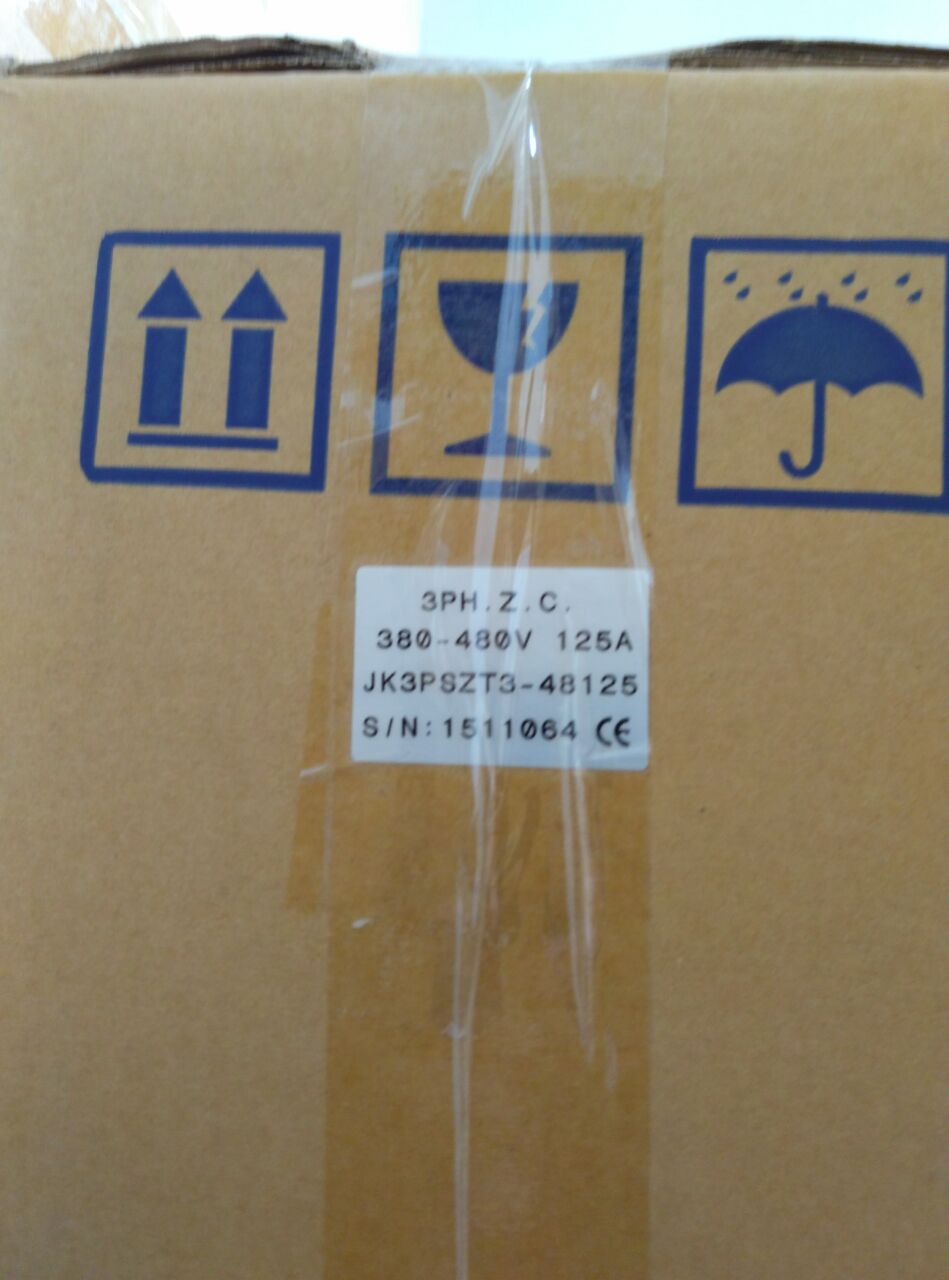 3PH.Z.C.
380-480V 125A
JK3PSZT3-48125
S/N:1511064 CE